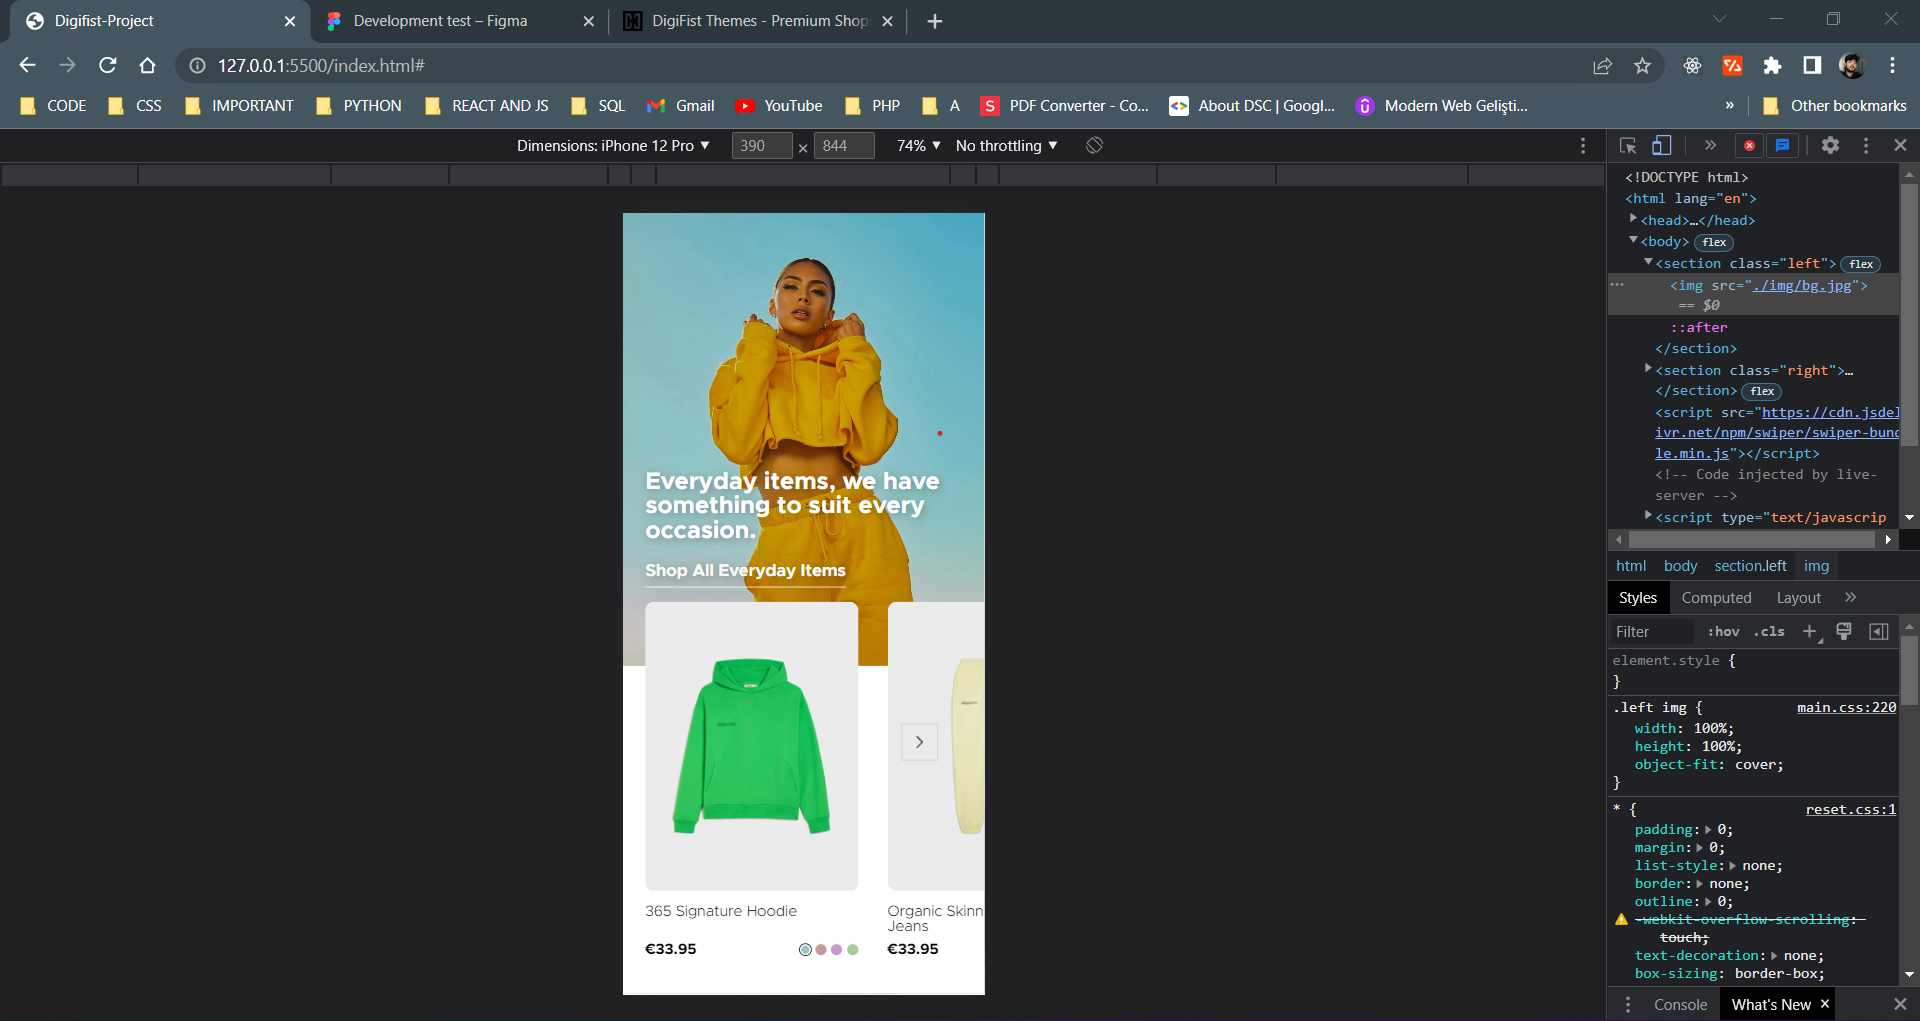 Digifist-Project
Development test – Figma
DigiFist Themes - Premium Shop
127.0.0.1:5500/index.html#
CODE
CSS
IMPORTANT
PYTHON
REACT AND JS
SQL
Gmail
YouTube
PHP
A
PDF Converter - Co...
About DSC | Googl...
Modern Web Gelişti...
»
Other bookmarks
Dimensions: iPhone 12 Pro ▼
390 × 844
74% ▼
No throttling ▼
<!DOCTYPE html>
<html lang="en">
<head>…</head>
<body> flex
<section class="left"> flex
<img src="./img/bg.jpg">
== $0
::after
</section>
<section class="right">…
</section> flex
<script src="https://cdn.jsdel
ivr.net/npm/swiper/swiper-bund
le.min.js"></script>
<!-- Code injected by live-
server -->
<script type="text/javascrip
html body section.left img
Styles Computed Layout »
Filter :hov .cls +
element.style {
}
.left img { main.css:220
width: 100%;
height: 100%;
object-fit: cover;
}
* { reset.css:1
padding: 0;
margin: 0;
list-style: none;
border: none;
outline: 0;
-webkit-overflow-scrolling:
touch;
text-decoration: none;
box-sizing: border-box;
Console What's New ×
Everyday items, we have
something to suit every
occasion.
Shop All Everyday Items
365 Signature Hoodie
€33.95
Organic Skinn
Jeans
€33.95